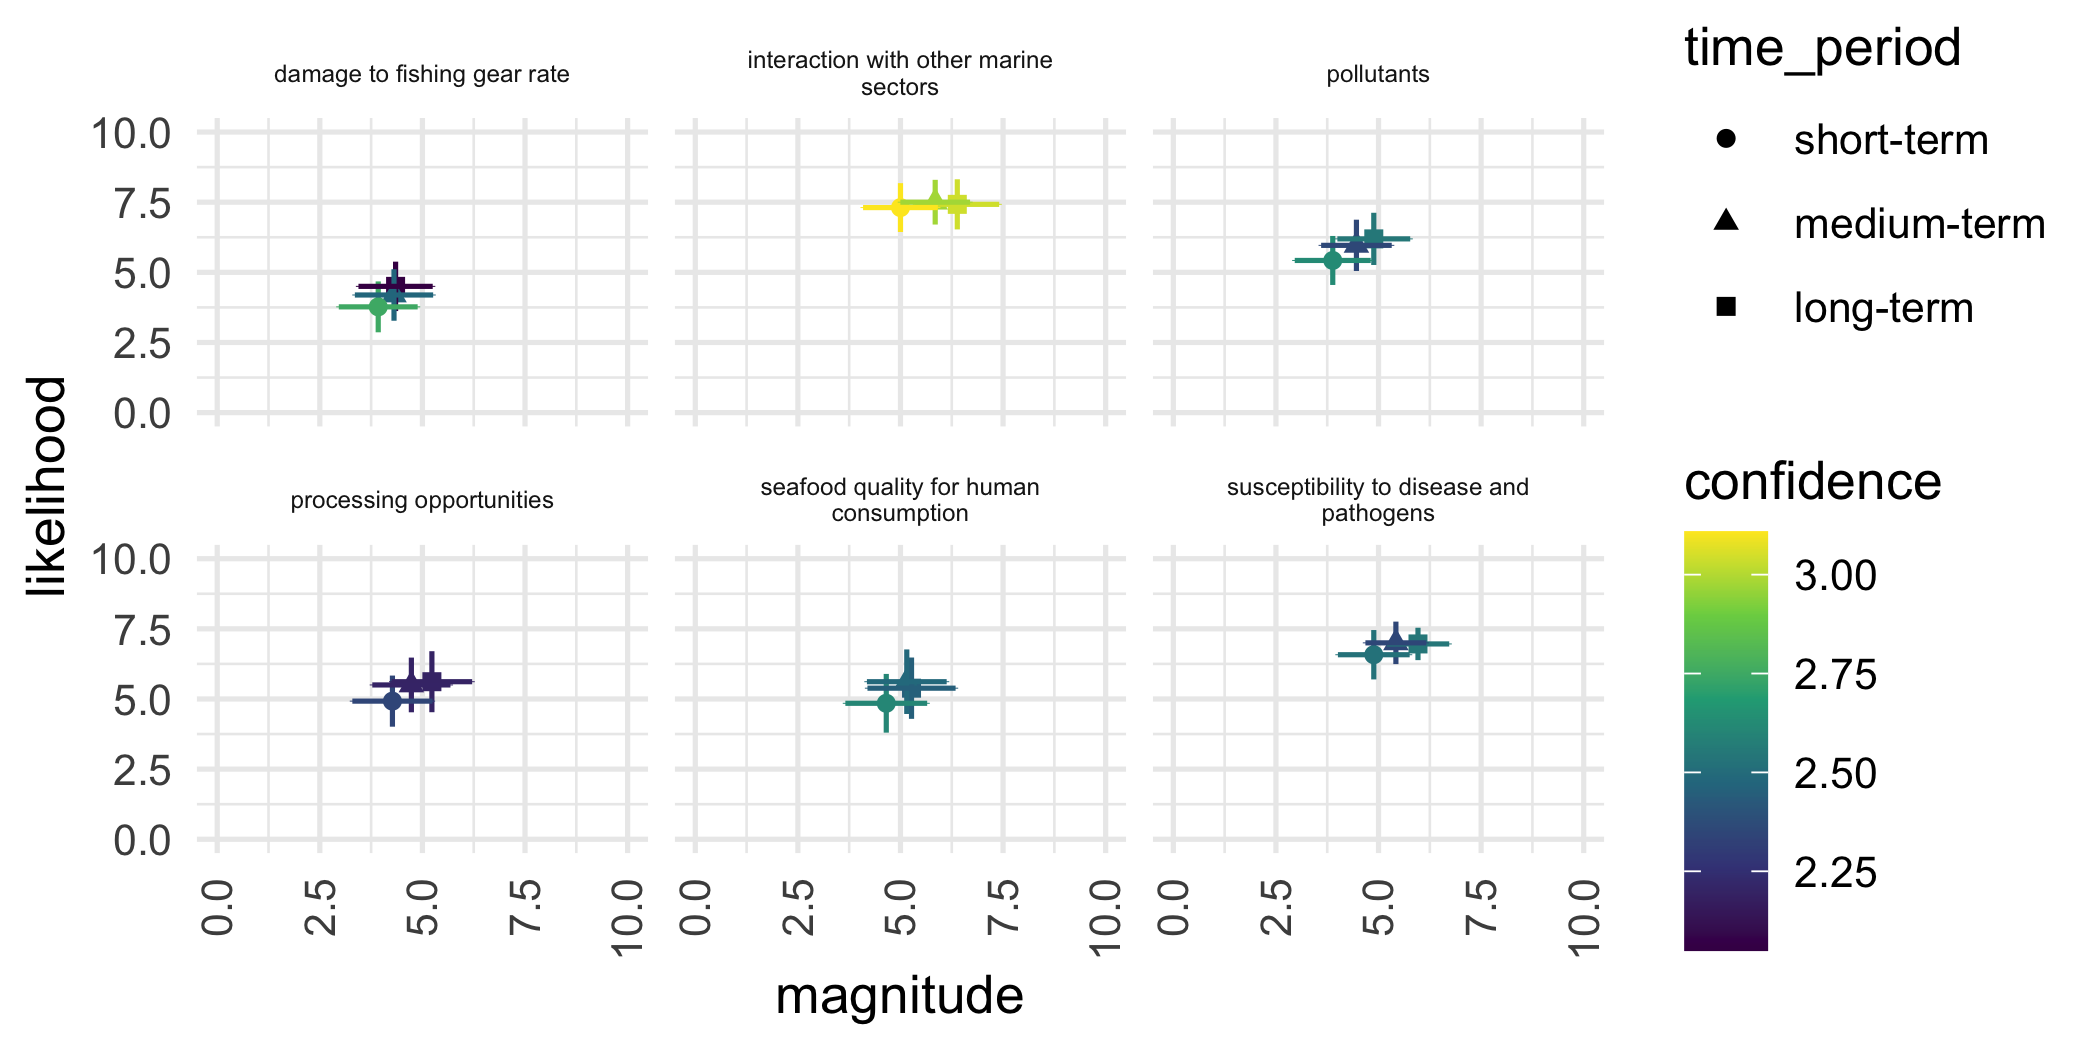 damage to fishing gear rate
interaction with other marine
sectors
pollutants
10.0
7.5
5.0
2.5
0.0
processing opportunities
seafood quality for human
consumption
susceptibility to disease and
pathogens
10.0
7.5
5.0
2.5
0.0
0.0 2.5 5.0 7.5 10.0
0.0 2.5 5.0 7.5 10.0
0.0 2.5 5.0 7.5 10.0
likelihood
magnitude
time_period
short-term
medium-term
long-term
confidence
3.00
2.75
2.50
2.25